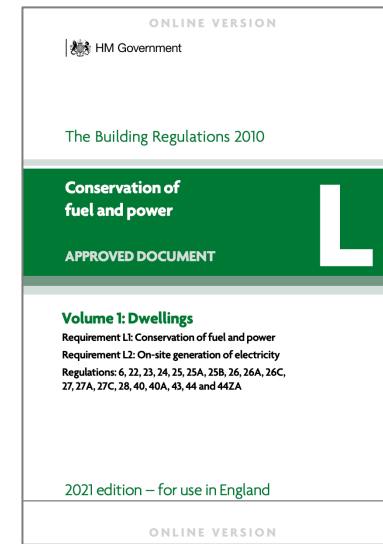 ONLINE VERSION
HM Government
The Building Regulations 2010
Conservation of
fuel and power
L
APPROVED DOCUMENT
Volume 1: Dwellings
Requirement L1: Conservation of fuel and power
Requirement L2: On-site generation of electricity
Regulations: 6, 22, 23, 24, 25, 25A, 25B, 26, 26A, 26C,
27, 27A, 27C, 28, 40, 40A, 43, 44 and 44ZA
2021 edition – for use in England
ONLINE VERSION